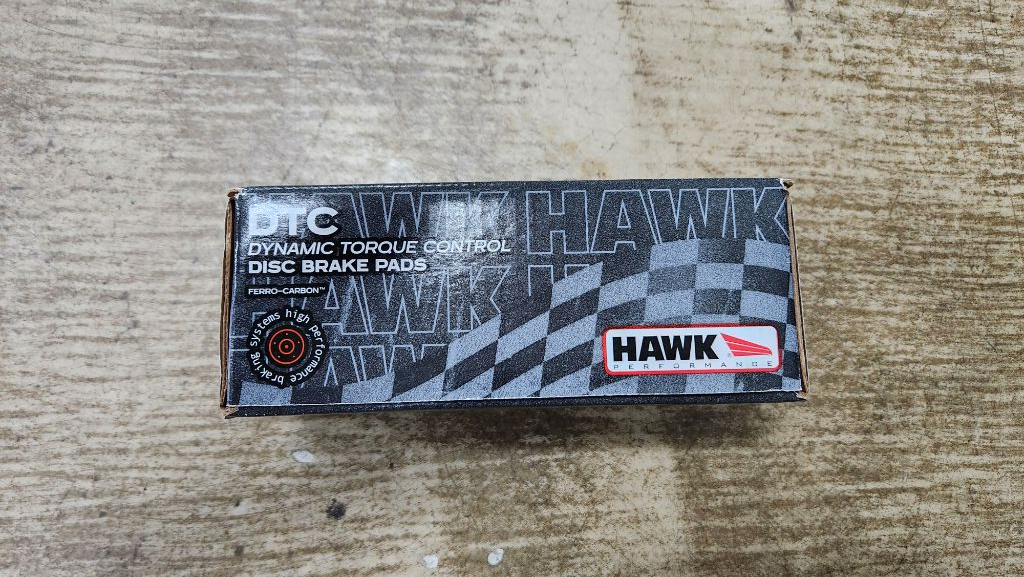 HAWK HAWK
DTC
DYNAMIC TORQUE CONTROL
DISC BRAKE PADS
HAWK H
FERRO-CARBON™
systems high performance braking
HAWK
PERFORMANCE